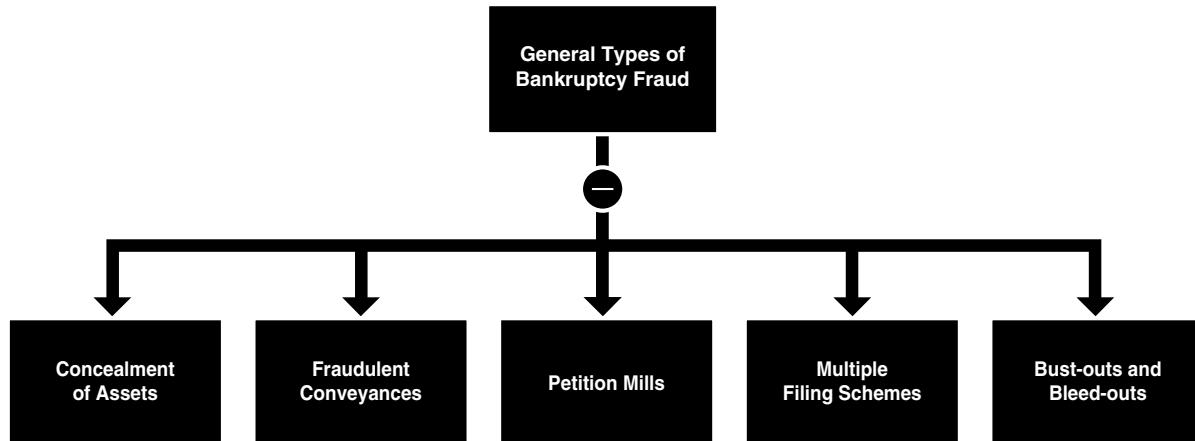 General Types of
Bankruptcy Fraud
Concealment
of Assets
Fraudulent
Conveyances
Petition Mills
Multiple
Filing Schemes
Bust-outs and
Bleed-outs